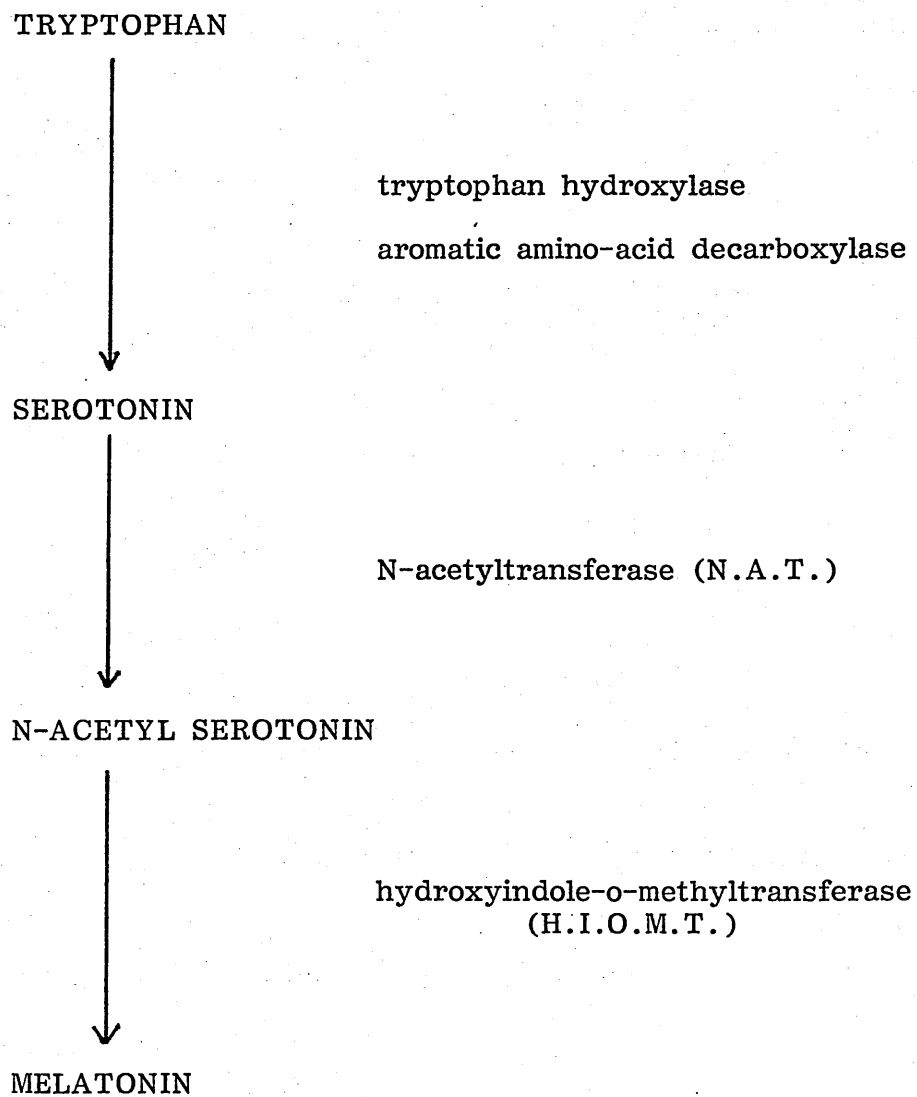 TRYPTOPHAN
tryptophan hydroxylase
aromatic amino-acid decarboxylase
SEROTONIN
N-acetyltransferase (N.A.T.)
N-ACETYL SEROTONIN
hydroxyindole-o-methyltransferase
(H.I.O.M.T.)
MELATONIN